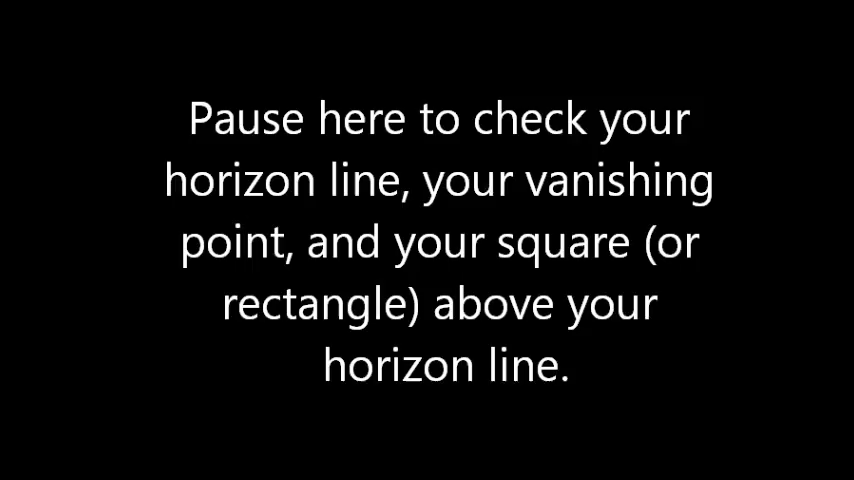 Pause here to check your
horizon line, your vanishing
point, and your square (or
rectangle) above your
horizon line.